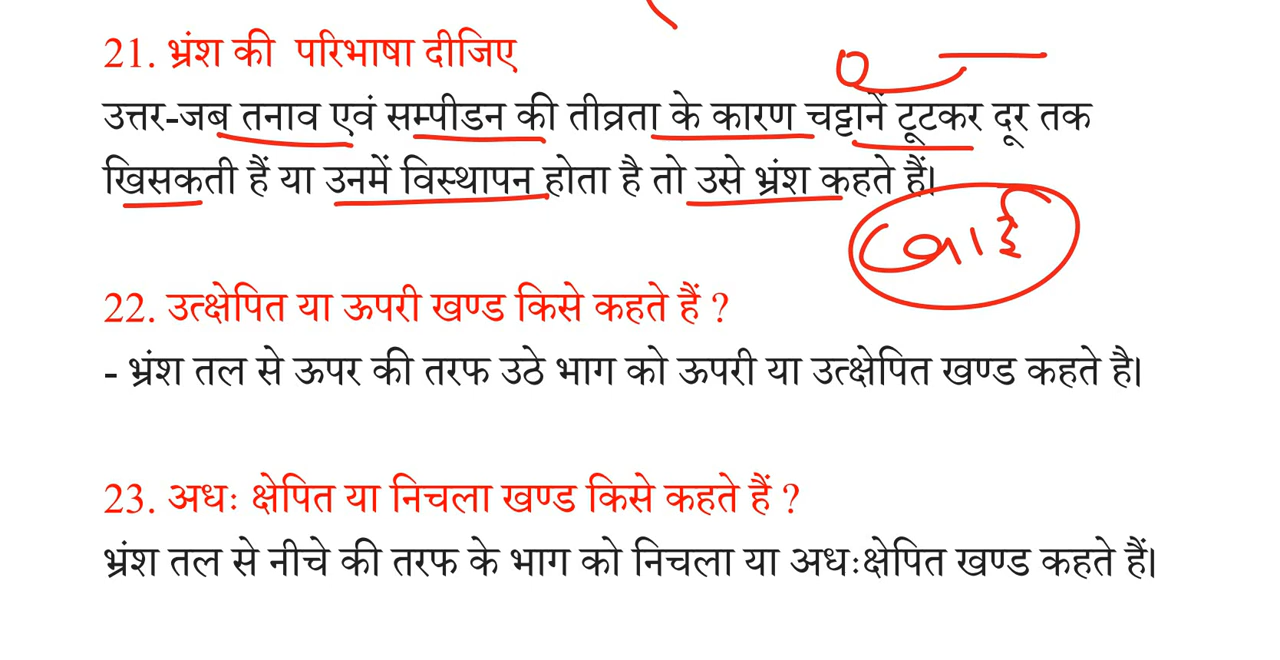 21. भ्रंश की परिभाषा दीजिए
उत्तर-जब तनाव एवं सम्पीडन की तीव्रता के कारण चट्टानें टूटकर दूर तक
खिसकती हैं या उनमें विस्थापन होता है तो उसे भ्रंश कहते हैं।
22. उत्क्षेपित या ऊपरी खण्ड किसे कहते हैं ?
- भ्रंश तल से ऊपर की तरफ उठे भाग को ऊपरी या उत्क्षेपित खण्ड कहते है।
23. अधः क्षेपित या निचला खण्ड किसे कहते हैं ?
भ्रंश तल से नीचे की तरफ के भाग को निचला या अधःक्षेपित खण्ड कहते हैं।